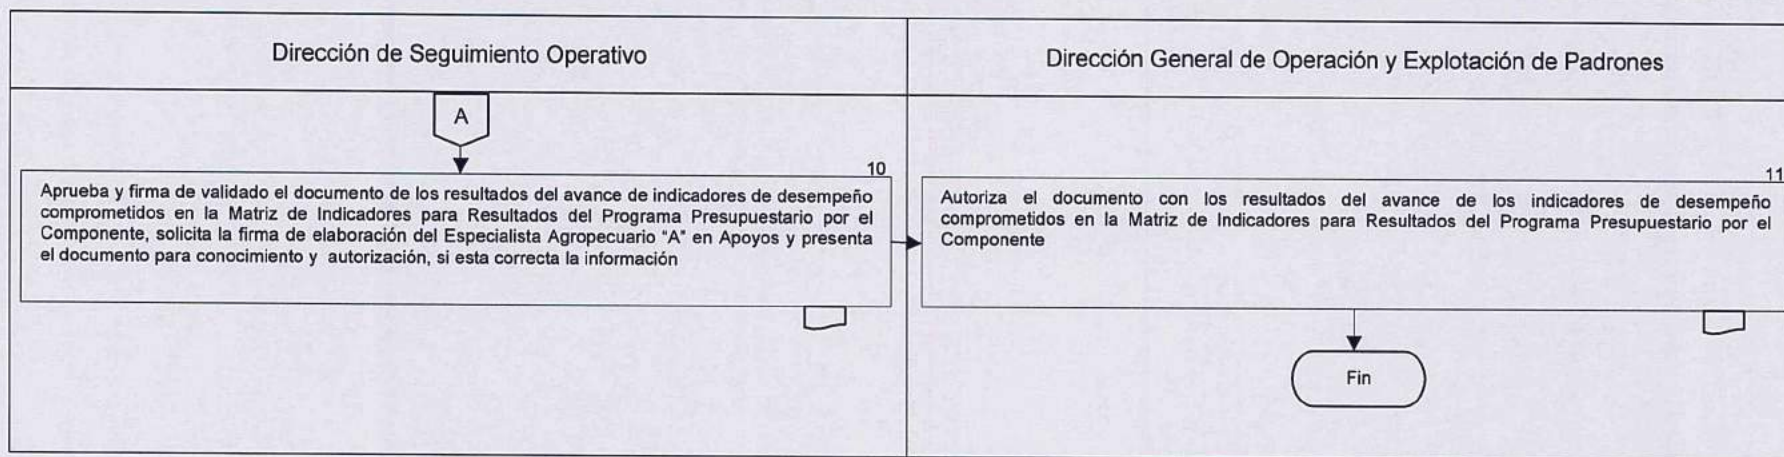 Dirección de Seguimiento Operativo
Dirección General de Operación y Explotación de Padrones
A
10
Aprueba y firma de validado el documento de los resultados del avance de indicadores de desempeño
comprometidos en la Matriz de Indicadores para Resultados del Programa Presupuestario por el
Componente, solicita la firma de elaboración del Especialista Agropecuario "A" en Apoyos y presenta
el documento para conocimiento y autorización, si esta correcta la información
11
Autoriza el documento con los resultados del avance de los indicadores de desempeño
comprometidos en la Matriz de Indicadores para Resultados del Programa Presupuestario por el
Componente
Fin